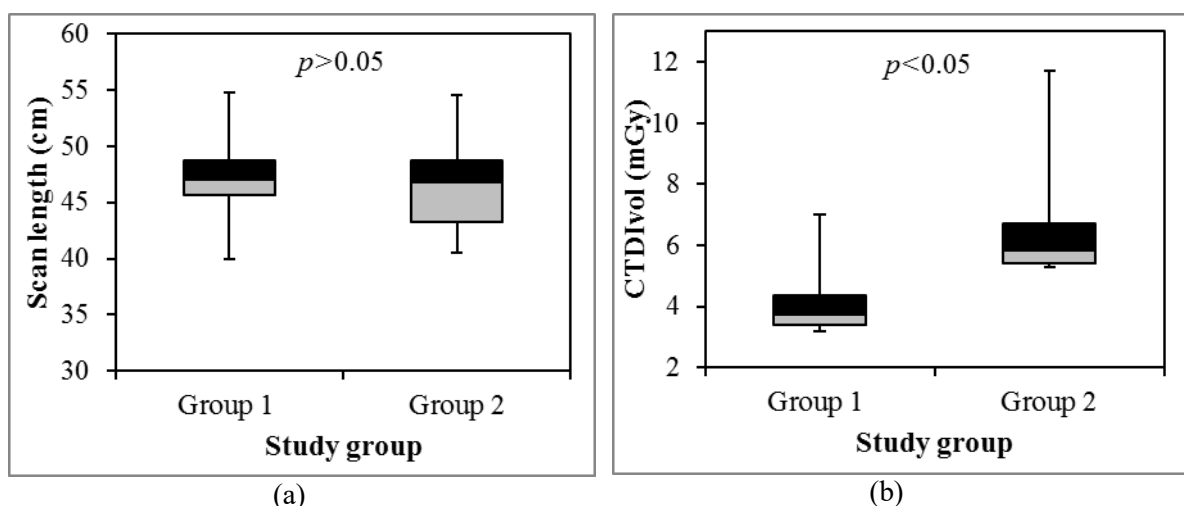 60
55
50
45
40
35
30
Scan length (cm)
p>0.05
Group 1
Group 2
Study group
(a)
12
10
8
6
4
2
CTDIvol (mGy)
p<0.05
Group 1
Group 2
Study group
(b)